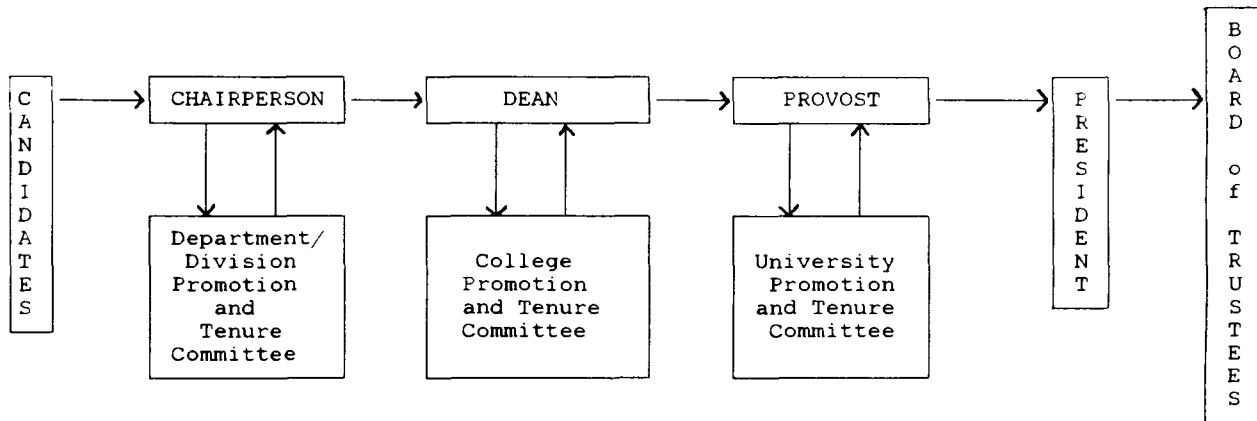 CANDIDATES
CHAIRPERSON
DEAN
PROVOST
PRESIDENT
BOARD of TRUSTEES
Department/
Division
Promotion
and
Tenure
Committee
College
Promotion
and Tenure
Committee
University
Promotion
and Tenure
Committee